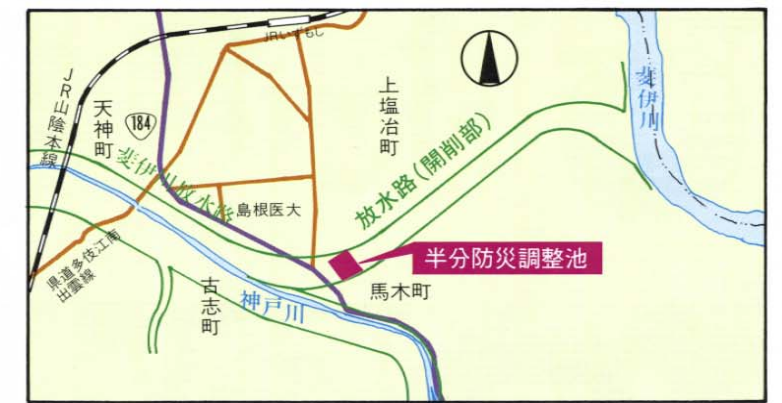 JRいずもし
JR山陰本線
天神町
184
上塩冶町
斐伊川
斐伊川放水路
放水路(開削部)
島根医大
半分防災調整池
県道多伎江南
出雲線
古志町
神戸川
馬木町